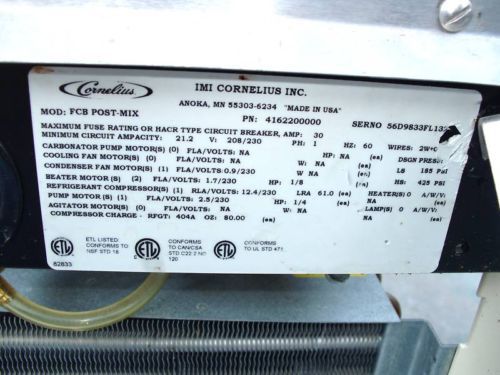 Cornelius
IMI CORNELIUS INC.
ANOKA, MN 55303-6234 "MADE IN USA"
MOD: FCB POST-MIX
PN: 4162200000 SERNO 56D9833FL132
MAXIMUM FUSE RATING OR HACR TYPE CIRCUIT BREAKER, AMP: 30
MINIMUM CIRCUIT AMPACITY: 21.2 V: 208/230 PH: 1 HZ: 60 WIRES: 2W+G
CARBONATOR PUMP MOTOR(S) (0) FLA/VOLTS: NA W: NA (ea) DSGN PRESS:
COOLING FAN MOTOR(S) (0) FLA/VOLTS: NA W: NA (ea) LS 185 PSI
CONDENSER FAN MOTOR(S) (1) FLA/VOLTS: 0.9/230 W: NA (ea) HS: 425 PSI
BEATER MOTOR(S) (2) FLA/VOLTS: 1.7/230 HP: 1/8 (ea)
REFRIGERANT COMPRESSOR(S) (1) RLA/VOLTS: 12.4/230 LRA 61.0 (ea) HEATER(S) 0 A/W/V:
PUMP MOTOR(S) (1) FLA/VOLTS: 2.5/230 HP: 1/4 (ea) NA
AGITATOR MOTOR(S) (0) FLA/VOLTS: NA W: NA (ea) LAMP(S) 0 A/W/V:
COMPRESSOR CHARGE - RFGT: 404A OZ: 80.00 (ea) NA
ETL LISTED
CONFORMS TO
NSF STD 18
CONFORMS
TO CAN/CSA
STD C22.2 NO
120
CONFORMS
TO UL STD 471
62833